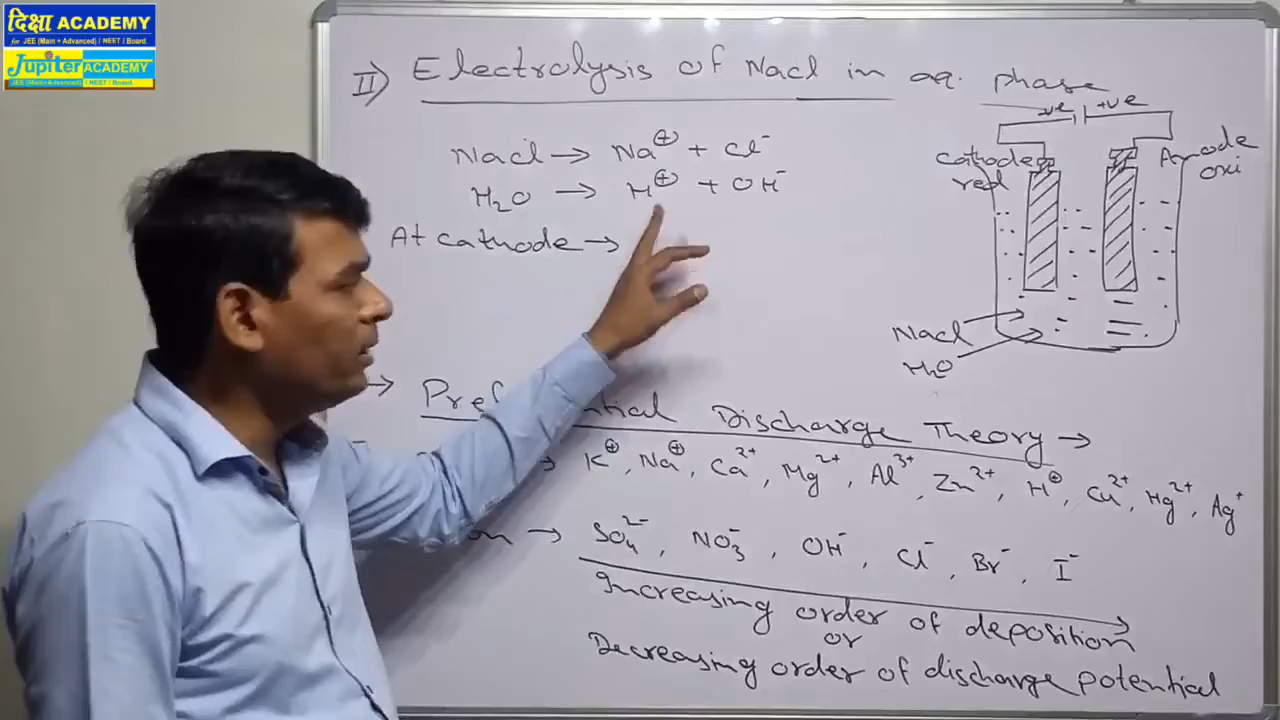 दिक्षा ACADEMY
for JEE (Main + Advanced) / NEET / Board.
Jupiter ACADEMY
JEE (Main+Advanced) / NEET / Board.
II) Electrolysis of Nacl in aq. phase
Nacl → Na⊕ + Cl⁻
H₂O → H⊕ + OH⁻
At cathode →
-ve +ve
cathode
red
Anode
oxi
Nacl
H₂O
→ Discharge Theory →
→ K⊕, Na⊕, Ca²⁺, Mg²⁺, Al³⁺, Zn²⁺, H⊕, Cu²⁺, Hg²⁺, Ag⁺
→ SO₄²⁻, NO₃⁻, OH⁻, Cl⁻, Br⁻, I⁻
Increasing order of deposition
or
Decreasing order of discharge potential